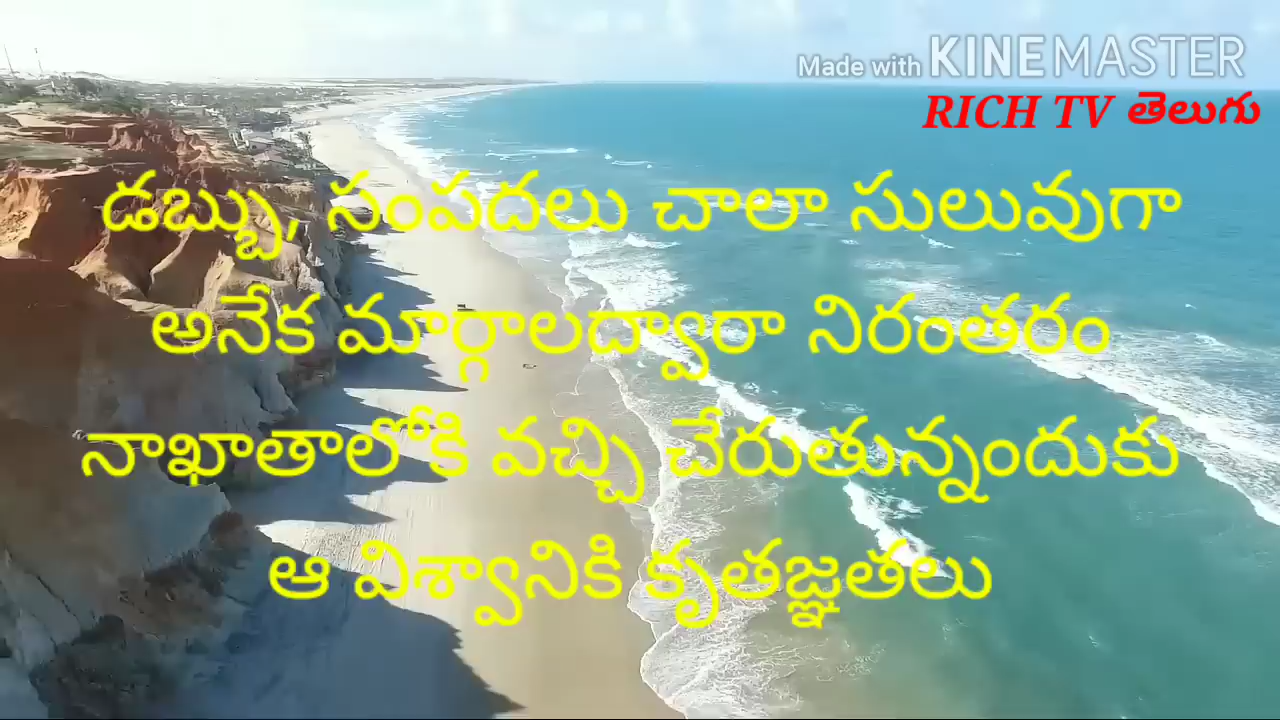 Made with KINEMASTER
RICH TV తెలుగు
డబ్బు, సంపదలు చాలా సులువుగా
అనేక మార్గాలద్వారా నిరంతరం
నాఖాతాలోకి వచ్చి చేరుతున్నందుకు
ఆ విశ్వానికి కృతజ్ఞతలు